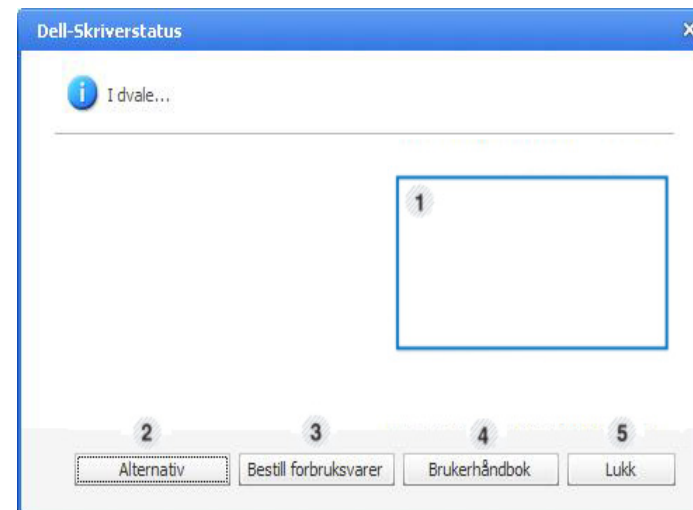 Dell-Skriverstatus
I dvale...
1
2 3 4 5
Alternativ Bestill forbruksvarer Brukerhåndbok Lukk